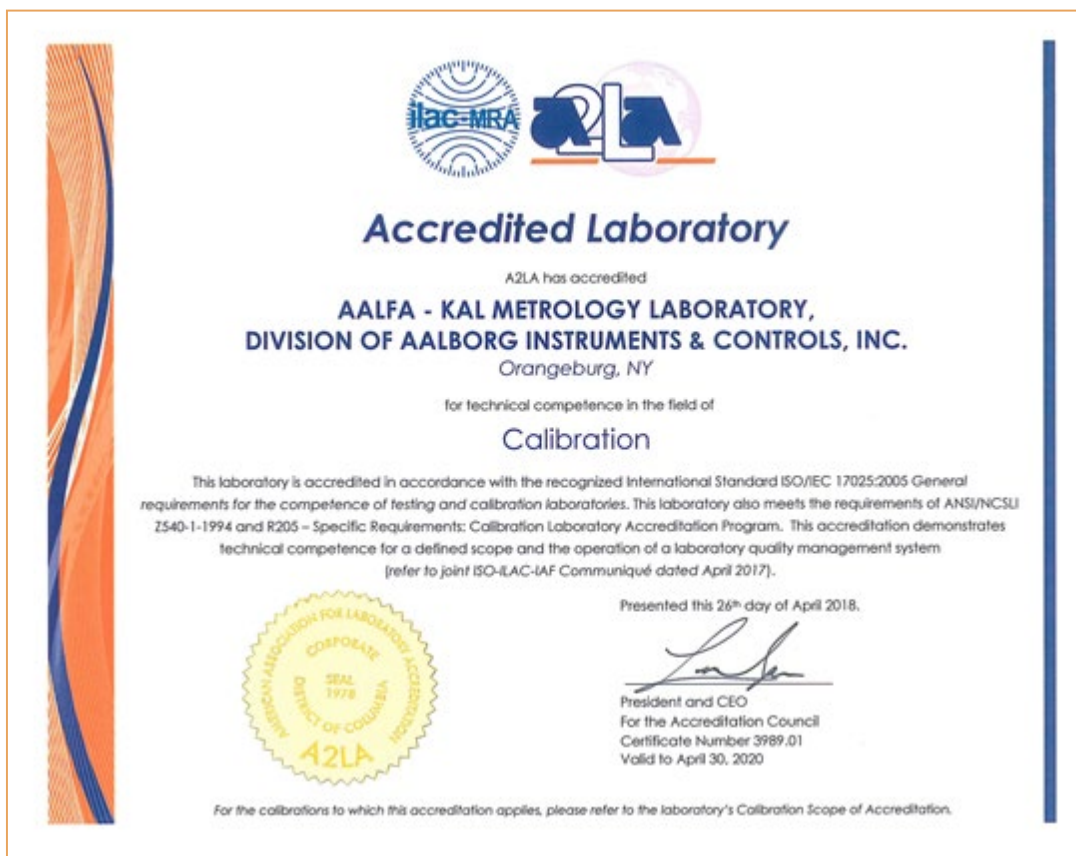 ilac-MRA
a2La
Accredited Laboratory
A2LA has accredited
AALFA - KAL METROLOGY LABORATORY,
DIVISION OF AALBORG INSTRUMENTS & CONTROLS, INC.
Orangeburg, NY
for technical competence in the field of
Calibration
This laboratory is accredited in accordance with the recognized International Standard ISO/IEC 17025:2005 General
requirements for the competence of testing and calibration laboratories. This laboratory also meets the requirements of ANSI/NCSLI
Z540-1-1994 and R205 – Specific Requirements: Calibration Laboratory Accreditation Program. This accreditation demonstrates
technical competence for a defined scope and the operation of a laboratory quality management system
(refer to joint ISO-ILAC-IAF Communiqué dated April 2017).
AMERICAN ASSOCIATION FOR LABORATORY ACCREDITATION
CORPORATE
SEAL
1978
DISTRICT OF COLUMBIA
A2LA
Presented this 26th day of April 2018.
President and CEO
For the Accreditation Council
Certificate Number 3989.01
Valid to April 30, 2020
For the calibrations to which this accreditation applies, please refer to the laboratory's Calibration Scope of Accreditation.